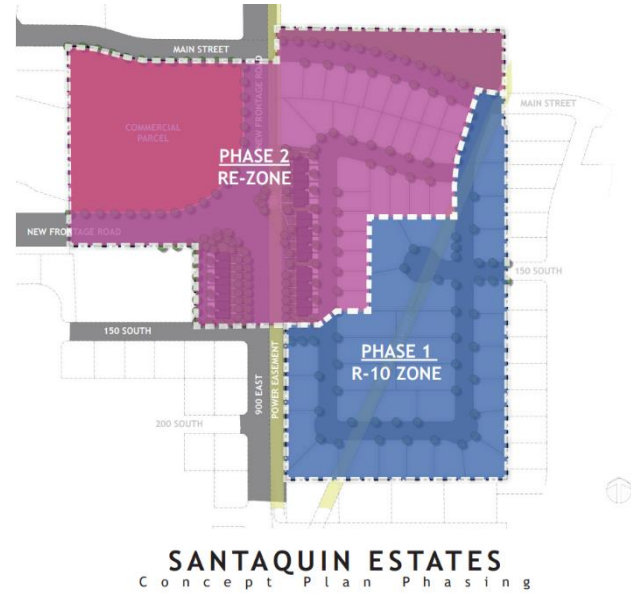 MAIN STREET
NEW FRONTAGE ROAD
COMMERCIAL
PARCEL
MAIN STREET
PHASE 2
RE-ZONE
NEW FRONTAGE ROAD
150 SOUTH
150 SOUTH
PHASE 1
R-10 ZONE
900 EAST
POWER EASEMENT
200 SOUTH
SANTAQUIN ESTATES
Concept Plan Phasing